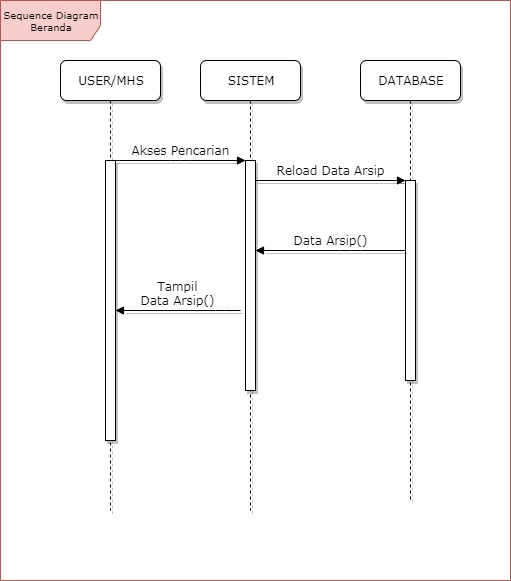 Sequence Diagram
Beranda
USER/MHS
SISTEM
DATABASE
Akses Pencarian
Reload Data Arsip
Data Arsip()
Tampil
Data Arsip()